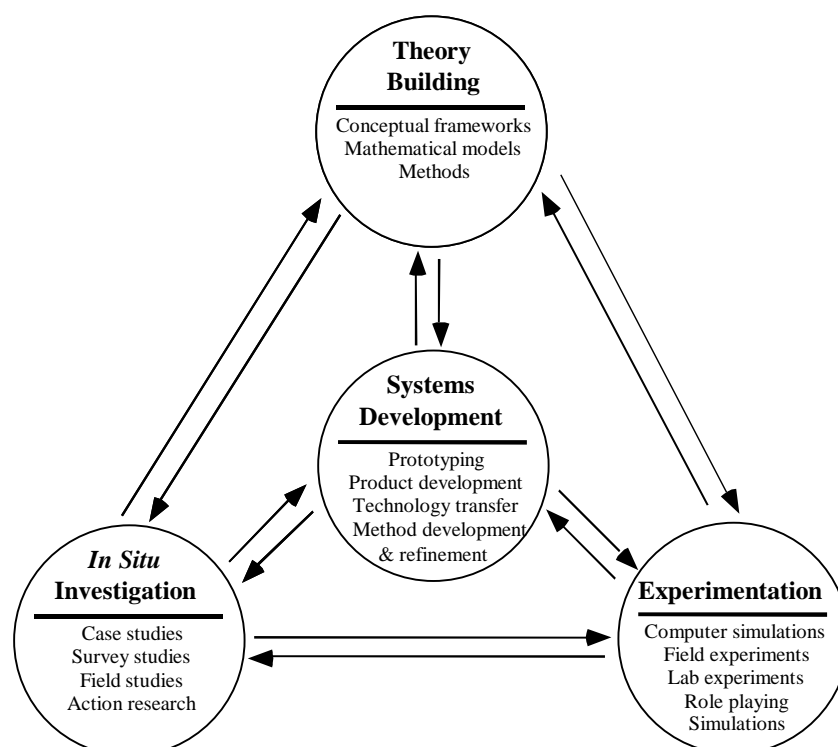 Theory
Building
Conceptual frameworks
Mathematical models
Methods
Systems
Development
Prototyping
Product development
Technology transfer
Method development
& refinement
In Situ
Investigation
Case studies
Survey studies
Field studies
Action research
Experimentation
Computer simulations
Field experiments
Lab experiments
Role playing
Simulations